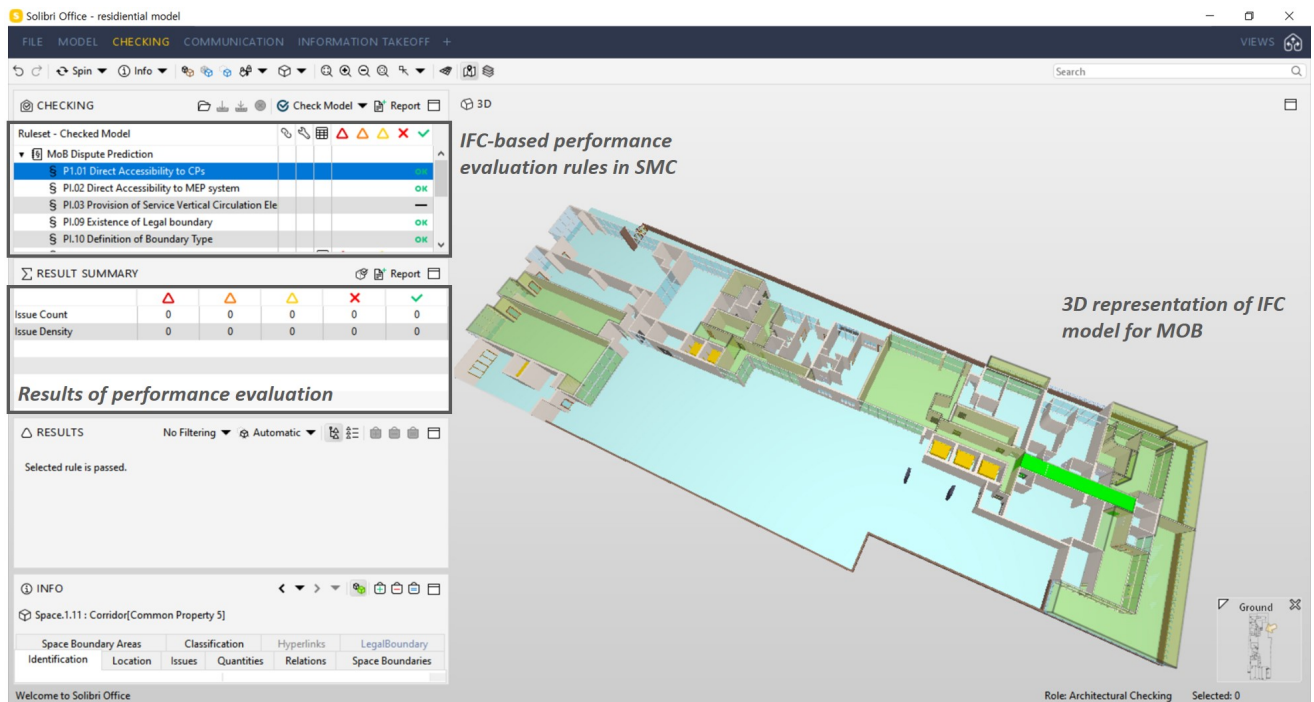 Solibri Office - residiential model
FILE MODEL CHECKING COMMUNICATION INFORMATION TAKEOFF +
VIEWS
Spin Info
Search
CHECKING
Check Model Report
3D
Ruleset - Checked Model
§ MoB Dispute Prediction
§ P1.01 Direct Accessibility to CPs OK
§ PI.02 Direct Accessibility to MEP system OK
§ PI.03 Provision of Service Vertical Circulation Ele —
§ PI.09 Existence of Legal boundary OK
§ PI.10 Definition of Boundary Type OK
IFC-based performance
evaluation rules in SMC
RESULT SUMMARY Report
Issue Count 0 0 0 0 0
Issue Density 0 0 0 0 0
Results of performance evaluation
3D representation of IFC
model for MOB
RESULTS No Filtering Automatic
Selected rule is passed.
INFO
Space.1.11 : Corridor[Common Property 5]
Space Boundary Areas Classification Hyperlinks LegalBoundary
Identification Location Issues Quantities Relations Space Boundaries
Ground
Welcome to Solibri Office
Role: Architectural Checking Selected: 0